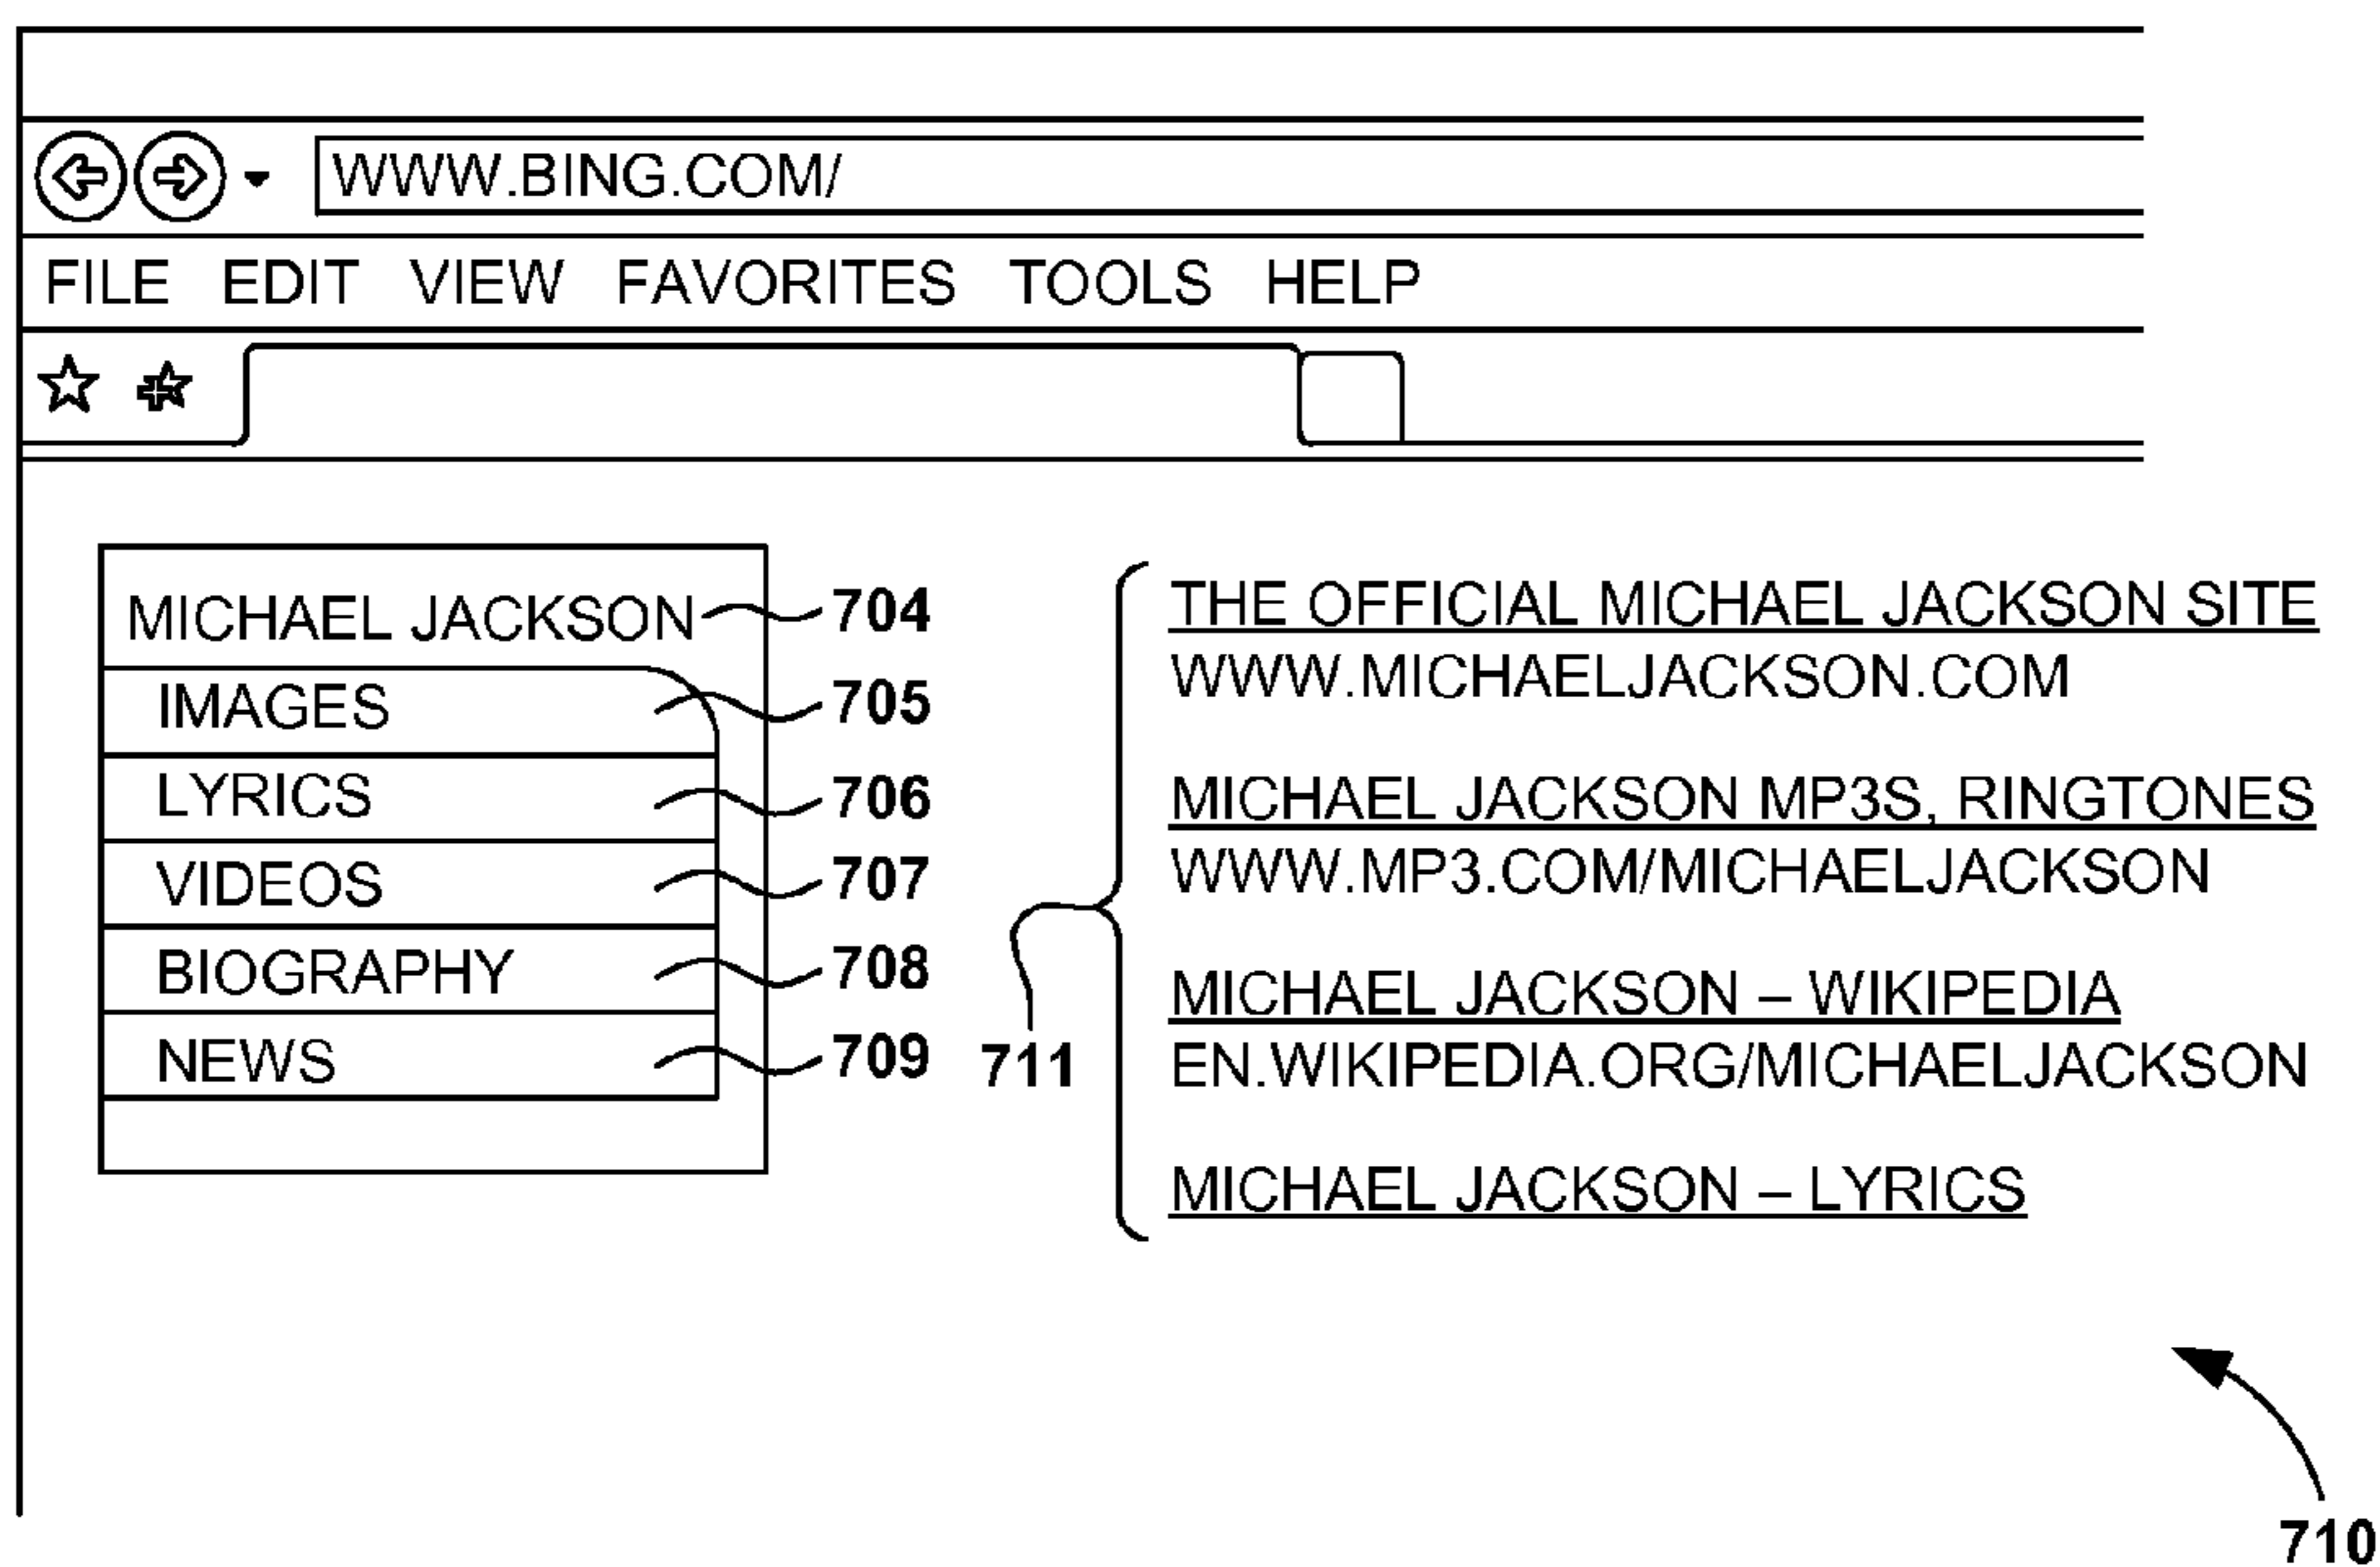 WWW.BING.COM/
FILE EDIT VIEW FAVORITES TOOLS HELP
MICHAEL JACKSON 704
IMAGES 705
LYRICS 706
VIDEOS 707
BIOGRAPHY 708
NEWS 709
711
THE OFFICIAL MICHAEL JACKSON SITE
WWW.MICHAELJACKSON.COM
MICHAEL JACKSON MP3S, RINGTONES
WWW.MP3.COM/MICHAELJACKSON
MICHAEL JACKSON – WIKIPEDIA
EN.WIKIPEDIA.ORG/MICHAELJACKSON
MICHAEL JACKSON – LYRICS
710